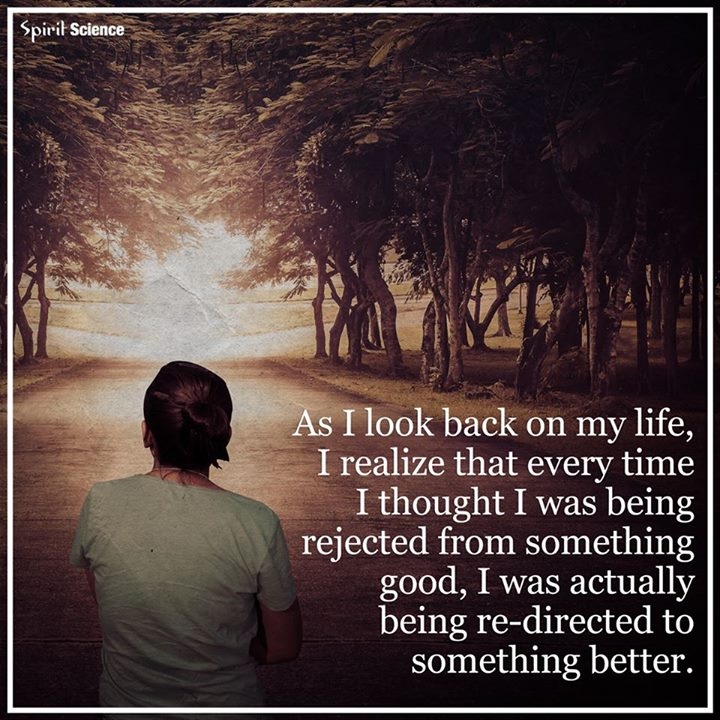 Spirit Science
As I look back on my life,
I realize that every time
I thought I was being
rejected from something
good, I was actually
being re-directed to
something better.